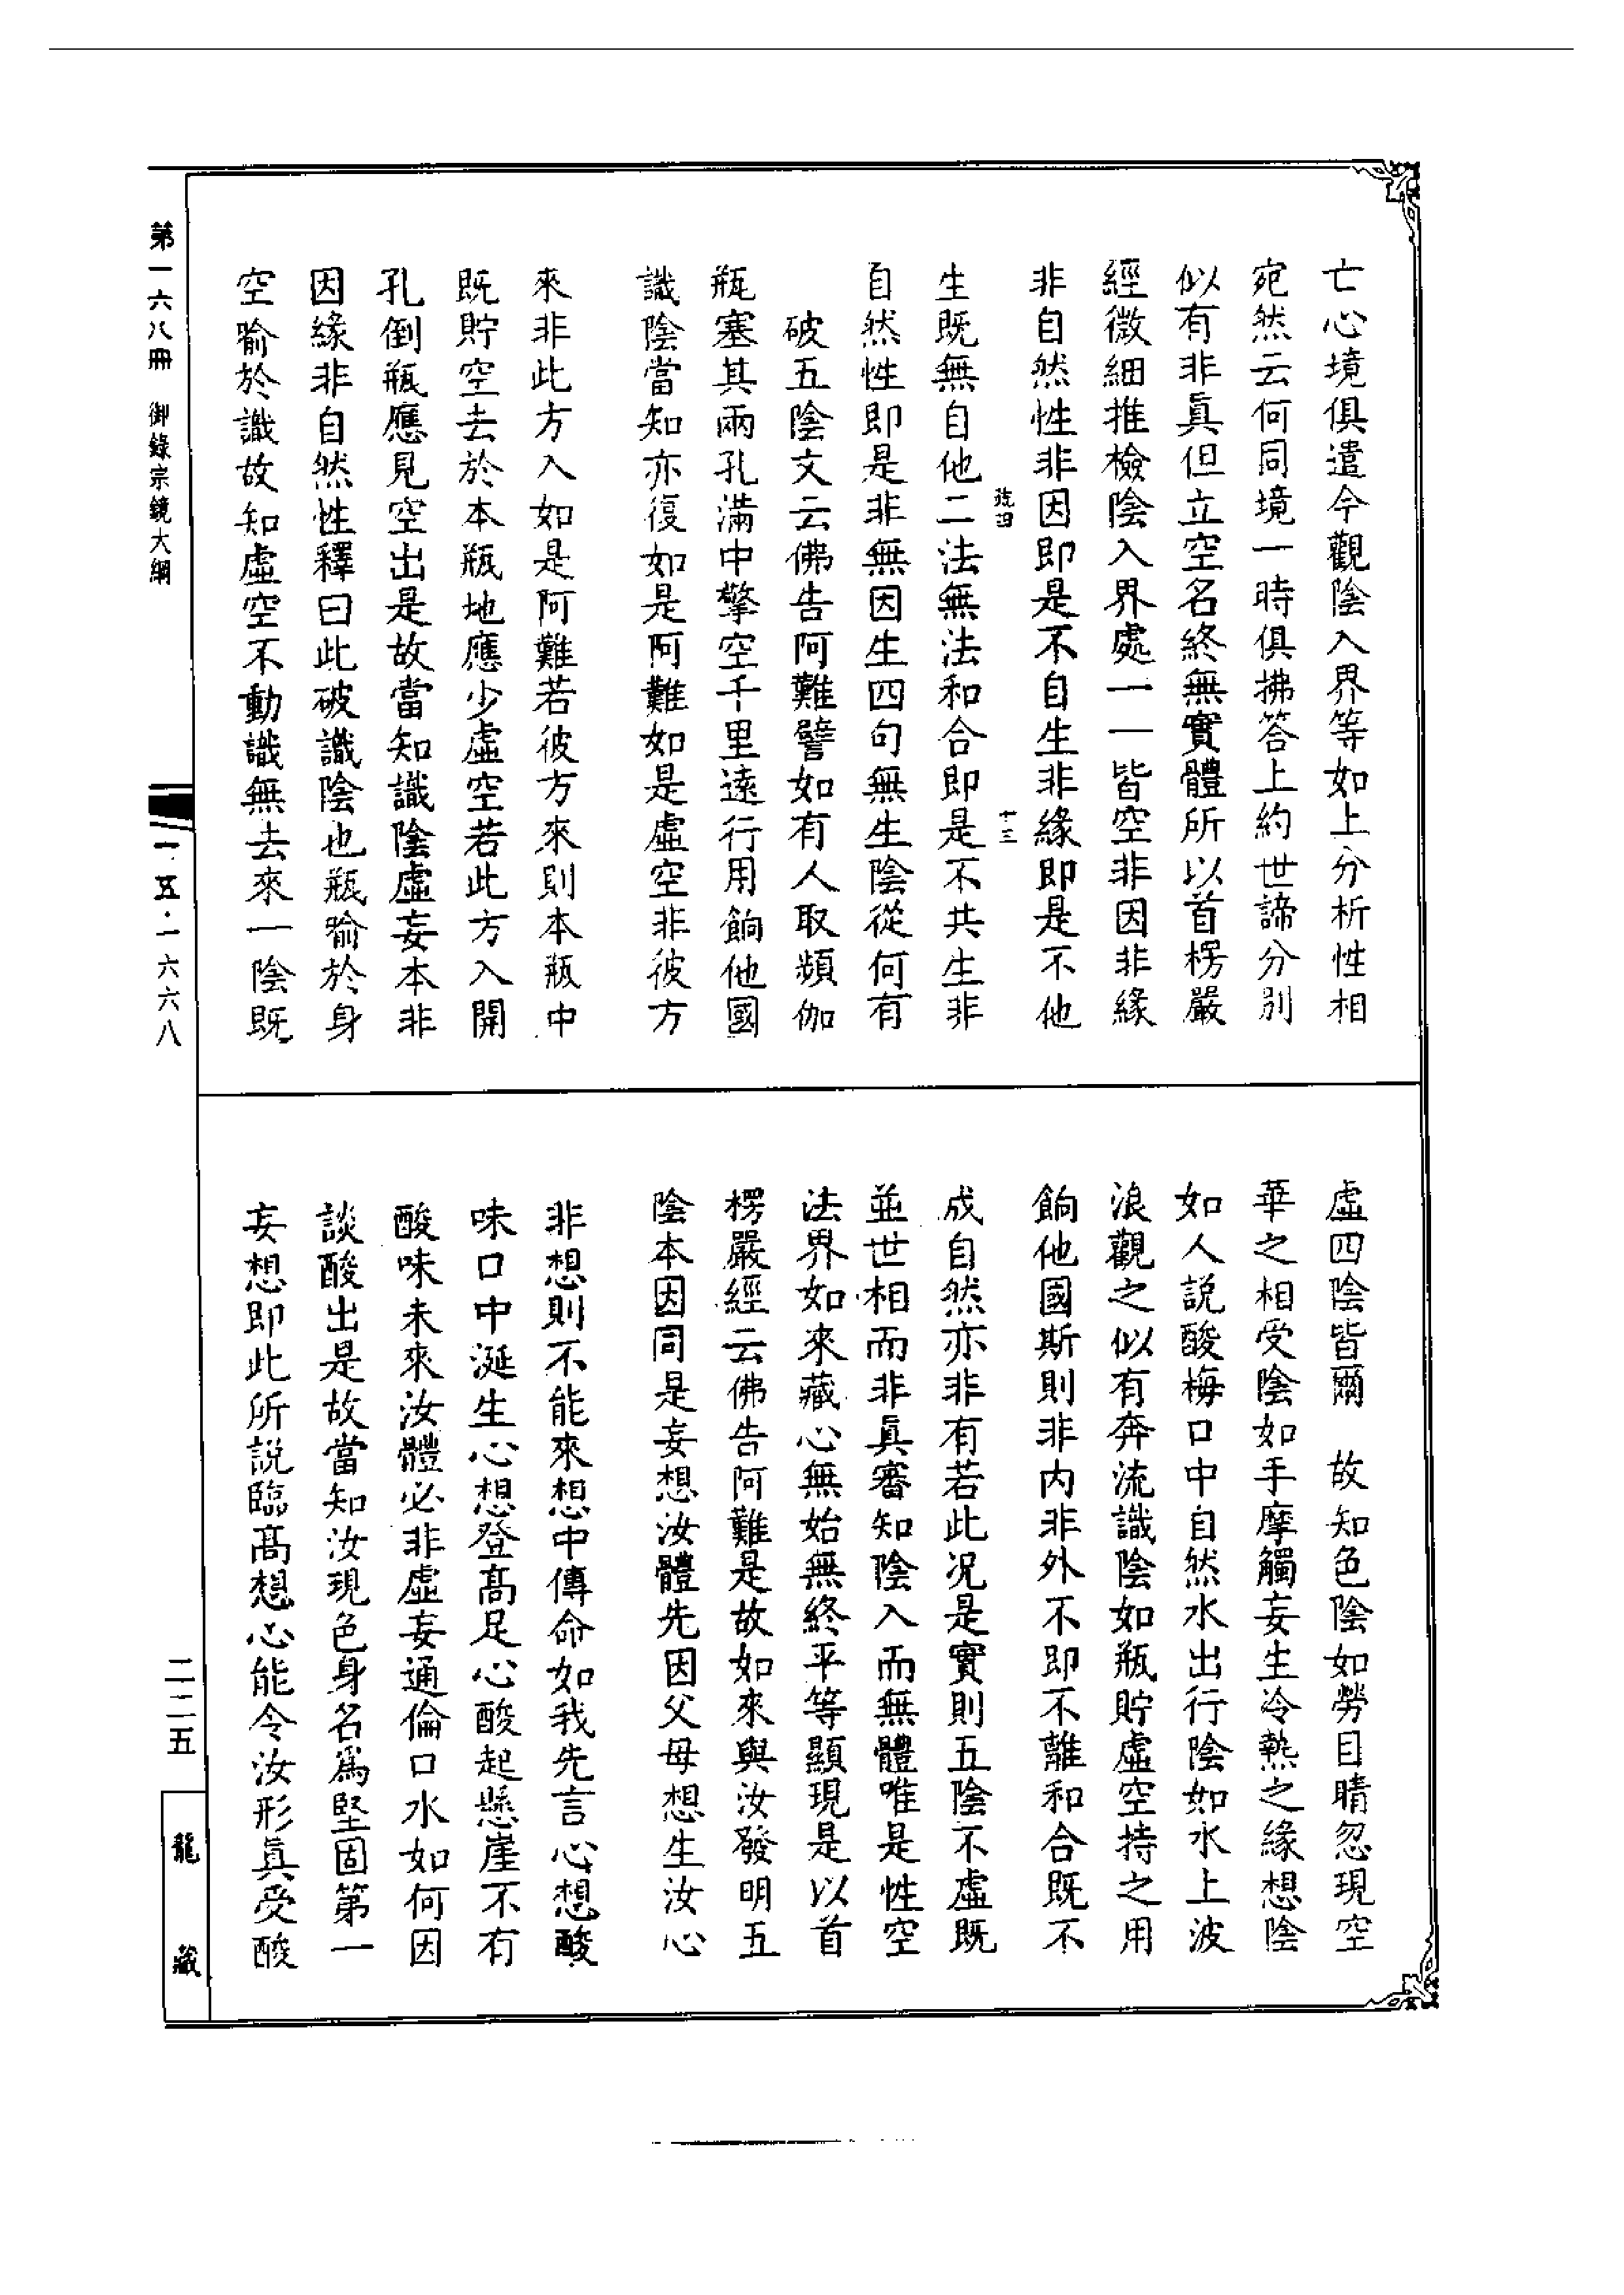 亡心境俱遣今觀陰入界等如上分析性相
宛然云何同境一時俱拂答上約世諦分別
似有非眞但立空名終無實體所以首楞嚴
經微細推檢陰入界處一一皆空非因非緣
非自然性非因即是不自生非緣即是不他
十三
生既無自他二法無法和合即是不共生非
自然性即是非無因生四句無生陰從何有
破五陰文云佛告阿難譬如有人取頻伽
瓶塞其兩孔滿中擎空千里遠行用餉他國
識陰當知亦復如是阿難如是虛空非彼方
來非此方入如是阿難若彼方來則本瓶中
既貯空去於本瓶地應少虛空若此方入開
孔倒瓶應見空出是故當知識陰虛妄本非
因緣非自然性釋曰此破識陰也瓶喻於身
空喻於識故知虛空不動識無去來一陰既
虛四陰皆爾　故知色陰如勞目睛忽現空
華之相受陰如手摩觸妄生冷熱之緣想陰
如人説酸梅口中自然水出行陰如水上波
浪觀之似有奔流識陰如瓶貯虛空持之用
餉他國斯則非内非外不即不離和合既不
成自然亦非有若此況是實則五陰不虛既
並世相而非眞審知陰入而無體唯是性空
法界如來藏心無始無終平等顯現是以首
楞嚴經云佛告阿難是故如來與汝發明五
陰本因同是妄想汝體先因父母想生汝心
非想則不能來想中傳命如我先言心想酸
味口中涎生心想登高足心酸起懸崖不有
酸味未來汝體必非虛妄通倫口水如何因
談酸出是故當知汝現色身名爲堅固第一
妄想即此所説臨高想心能令汝形眞受酸
第一六八冊　御錄宗鏡大綱
一五·一六六八
二二五
龍藏